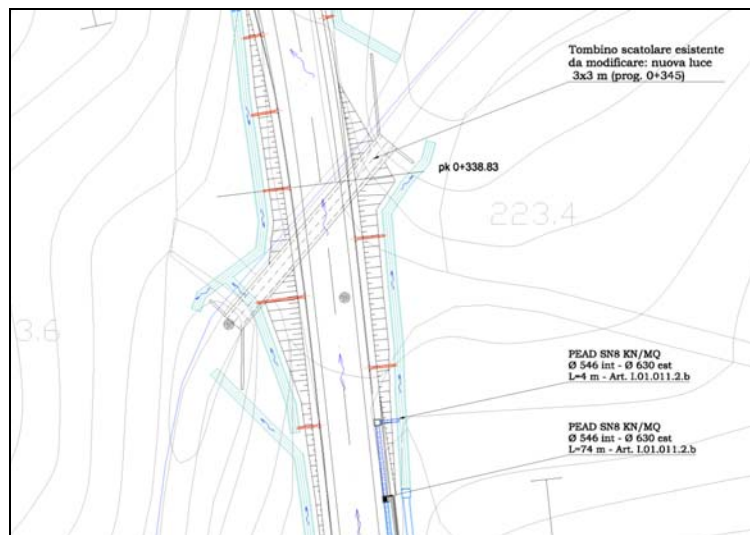 Tombino scatolare esistente
da modificare: nuova luce
3x3 m (prog. 0+345)
pk 0+338.83
223.4
3.6
PEAD SN8 KN/MQ
Ø 546 int - Ø 630 est
L=4 m - Art. I.01.011.2.b
PEAD SN8 KN/MQ
Ø 546 int - Ø 630 est
L=74 m - Art. I.01.011.2.b